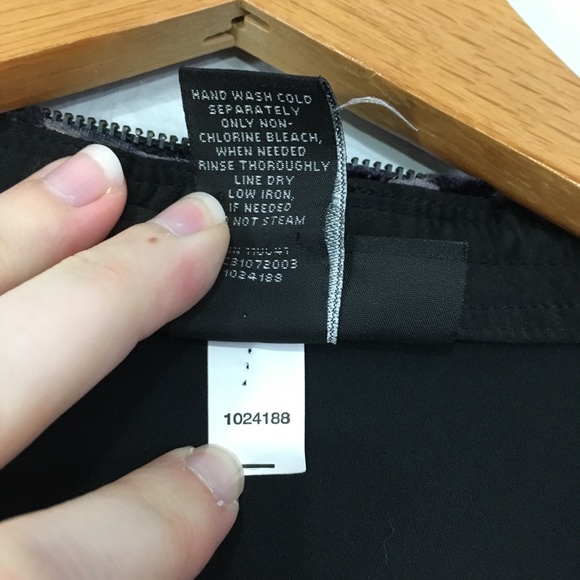 HAND WASH COLD
SEPARATELY
ONLY NON-
CHLORINE BLEACH,
WHEN NEEDED
RINSE THOROUGHLY
LINE DRY
LOW IRON,
IF NEEDED
NOT STEAM
31072003
1024188
1024188